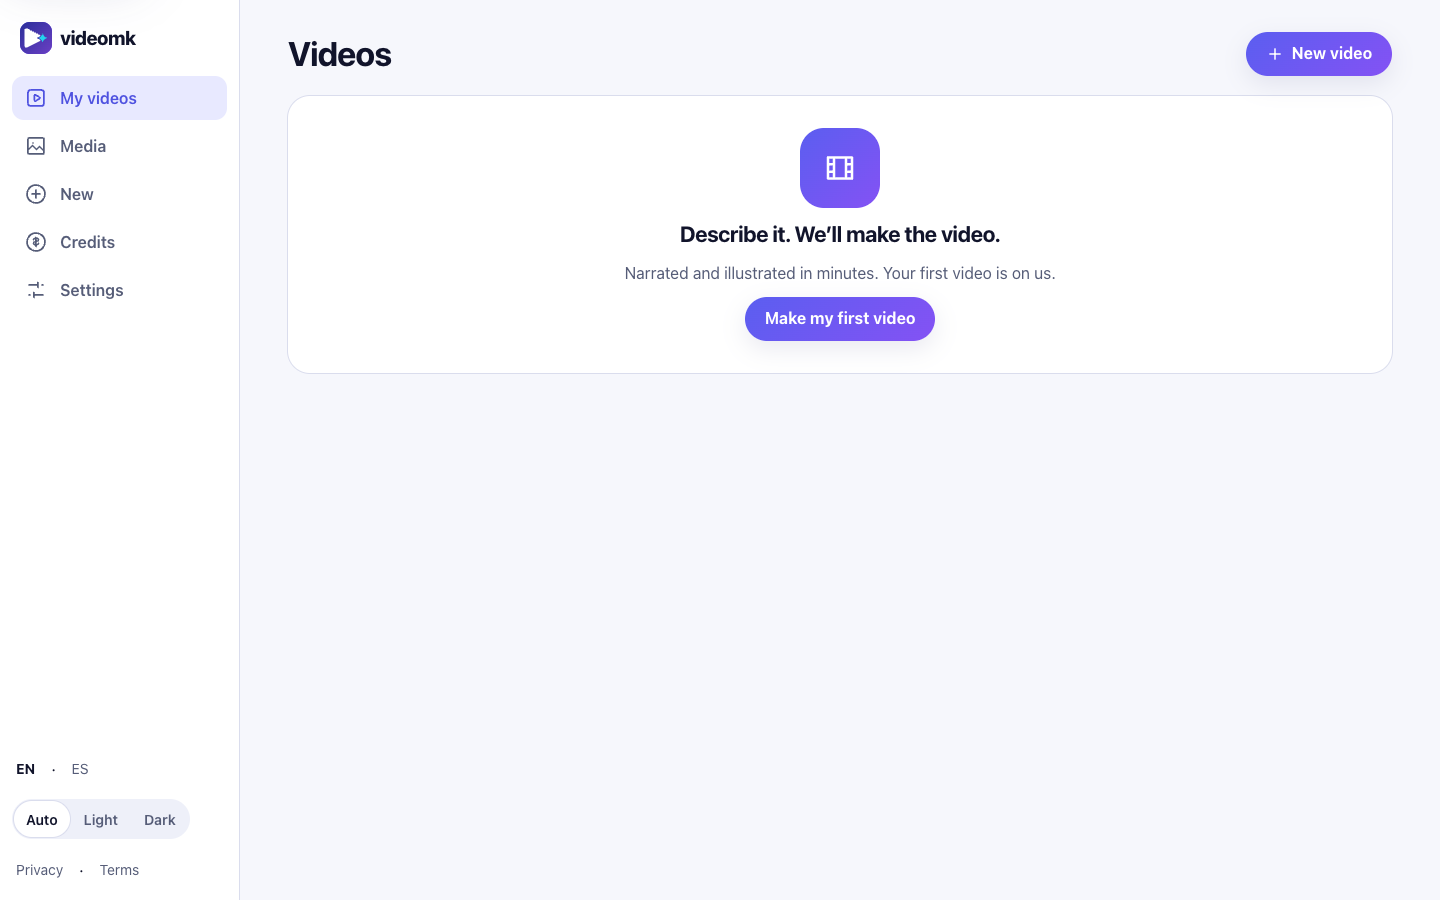 videomk
My videos
Media
New
Credits
Settings
EN · ES
Auto Light Dark
Privacy · Terms
Videos
New video
Describe it. We’ll make the video.
Narrated and illustrated in minutes. Your first video is on us.
Make my first video